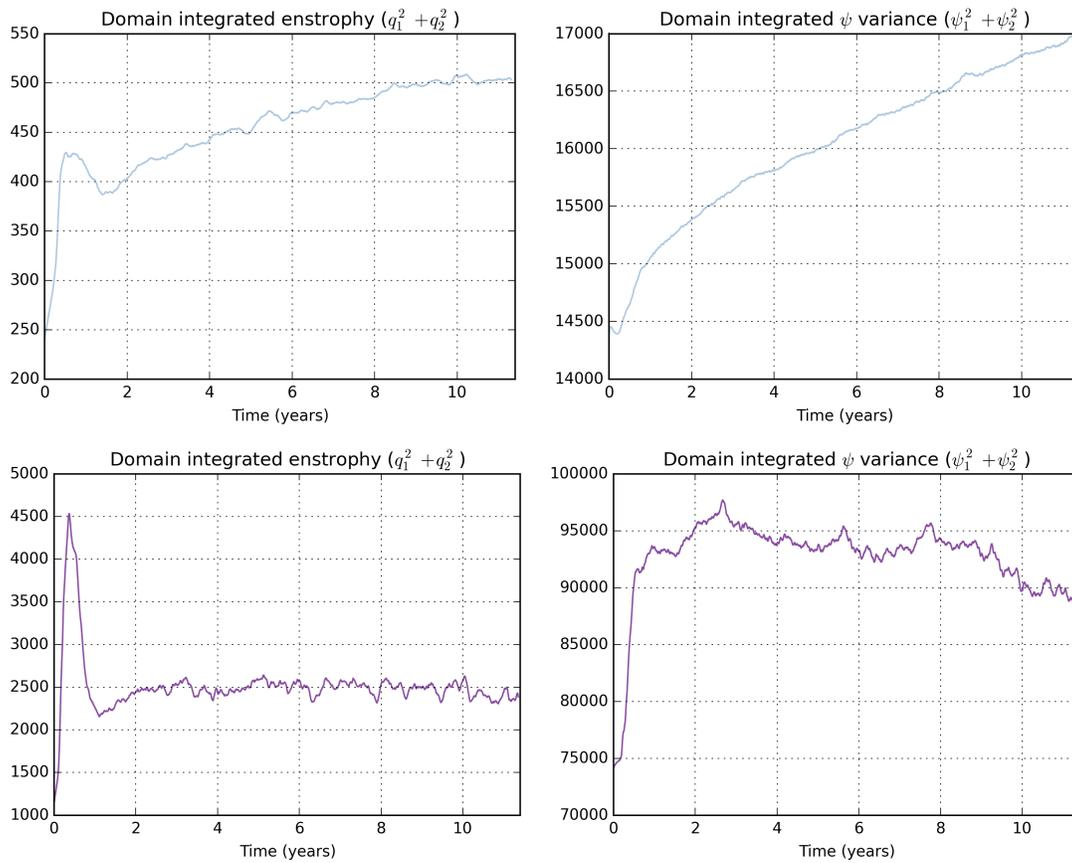 Domain integrated enstrophy (q₁² +q₂² )
550
500
450
400
350
300
250
200
0 2 4 6 8 10
Time (years)
Domain integrated ψ variance (ψ₁² +ψ₂² )
17000
16500
16000
15500
15000
14500
14000
0 2 4 6 8 10
Time (years)
Domain integrated enstrophy (q₁² +q₂² )
5000
4500
4000
3500
3000
2500
2000
1500
1000
0 2 4 6 8 10
Time (years)
Domain integrated ψ variance (ψ₁² +ψ₂² )
100000
95000
90000
85000
80000
75000
70000
0 2 4 6 8 10
Time (years)